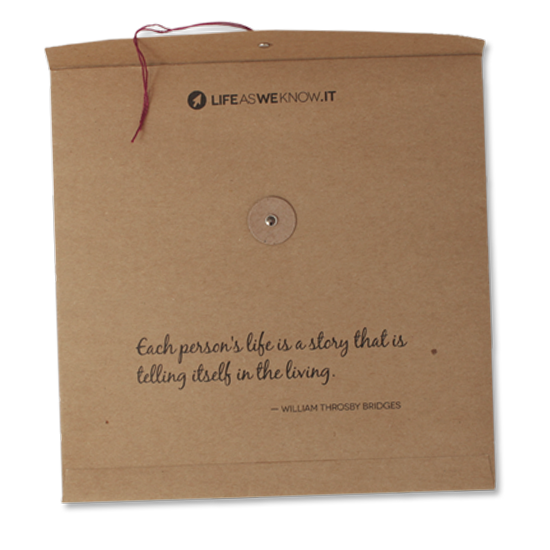 LIFEASWEKNOW.IT
Each person's life is a story that is
telling itself in the living.
— WILLIAM THROSBY BRIDGES